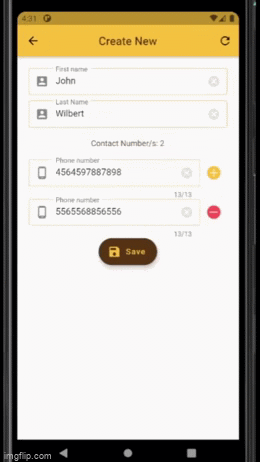 4:31
Create New
First name
John
Last Name
Wilbert
Contact Number/s: 2
Phone number
4564597887898
13/13
Phone number
5565568856556
13/13
Save
imgflip.com